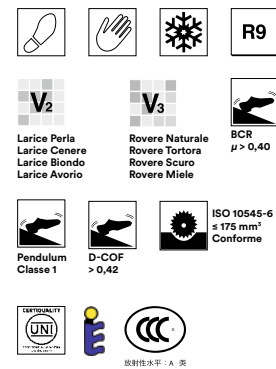 R9
V2
V3
Larice Perla
Larice Cenere
Larice Biondo
Larice Avorio
Rovere Naturale
Rovere Tortora
Rovere Scuro
Rovere Miele
BCR
μ > 0,40
Pendulum
Classe 1
D-COF
> 0,42
ISO 10545-6
≤ 175 mm³
Conforme
CERTIQUALITY
UNI
CCC
放射性水平：A 类